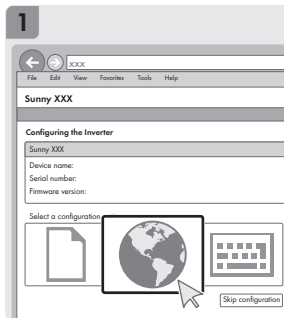 1
xxx
File Edit View Favorites Tools Help
Sunny XXX
Configuring the Inverter
Sunny XXX
Device name:
Serial number:
Firmware version:
Select a configuration
Skip configuration